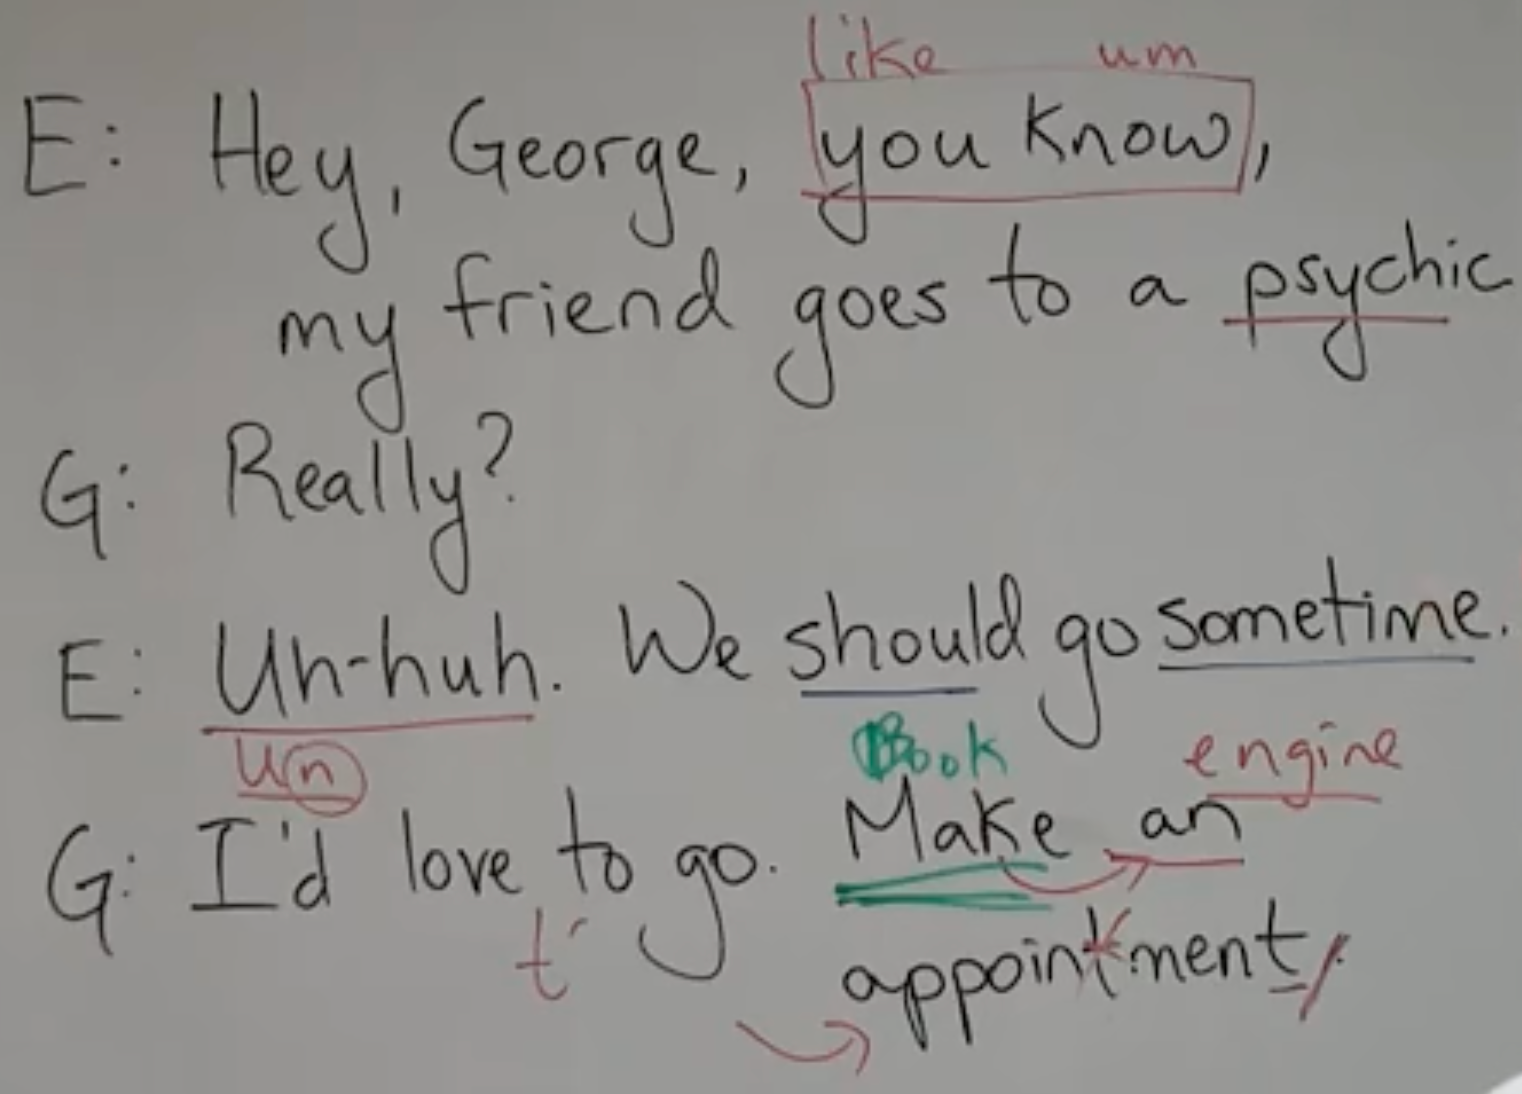 like um
E: Hey, George, you know,
my friend goes to a psychic
G: Really?
E: Uh-huh. We should go sometime.
un Book engine
G: I'd love to go. Make an
t' appointment.